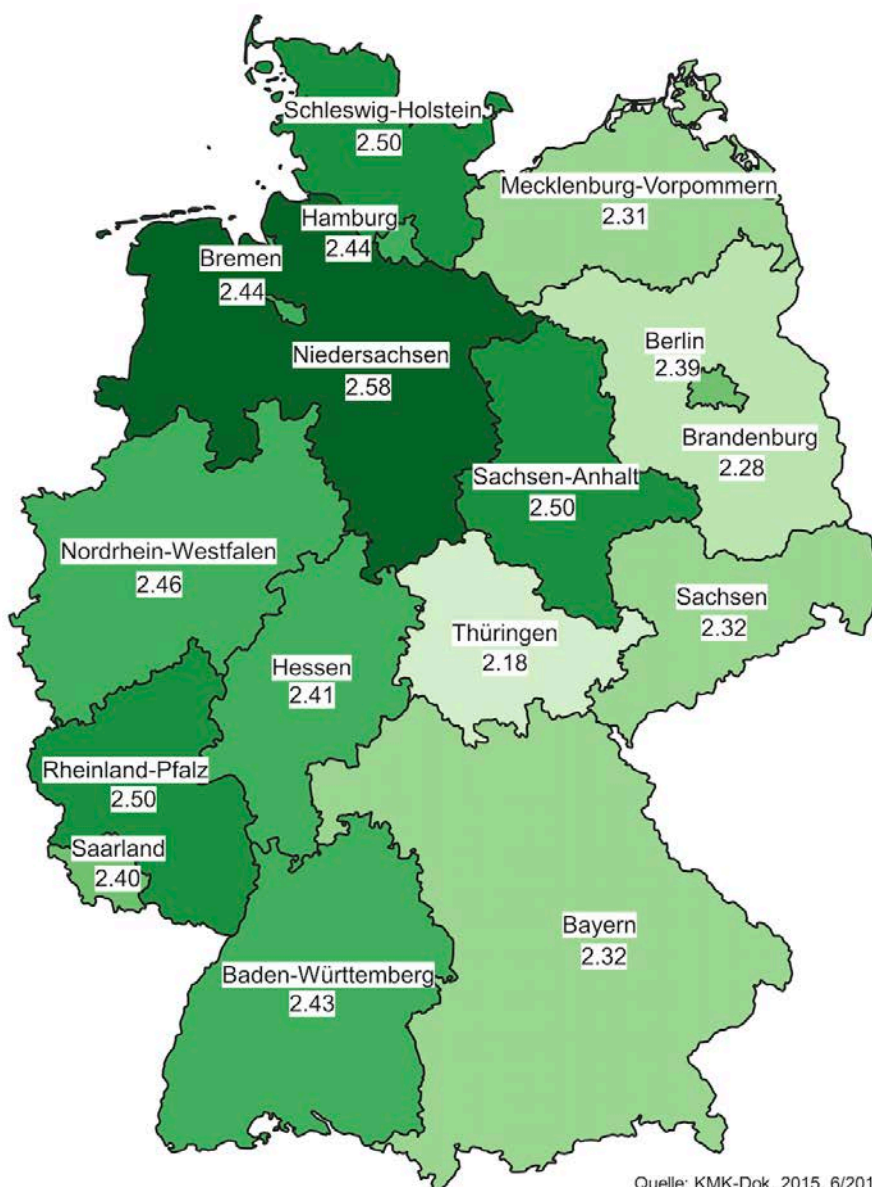 Schleswig-Holstein
2.50
Mecklenburg-Vorpommern
2.31
Hamburg
2.44
Bremen
2.44
Niedersachsen
2.58
Berlin
2.39
Brandenburg
2.28
Sachsen-Anhalt
2.50
Nordrhein-Westfalen
2.46
Sachsen
2.32
Thüringen
2.18
Hessen
2.41
Rheinland-Pfalz
2.50
Saarland
2.40
Bayern
2.32
Baden-Württemberg
2.43
Quelle: KMK-Dok. 2015, 6/201